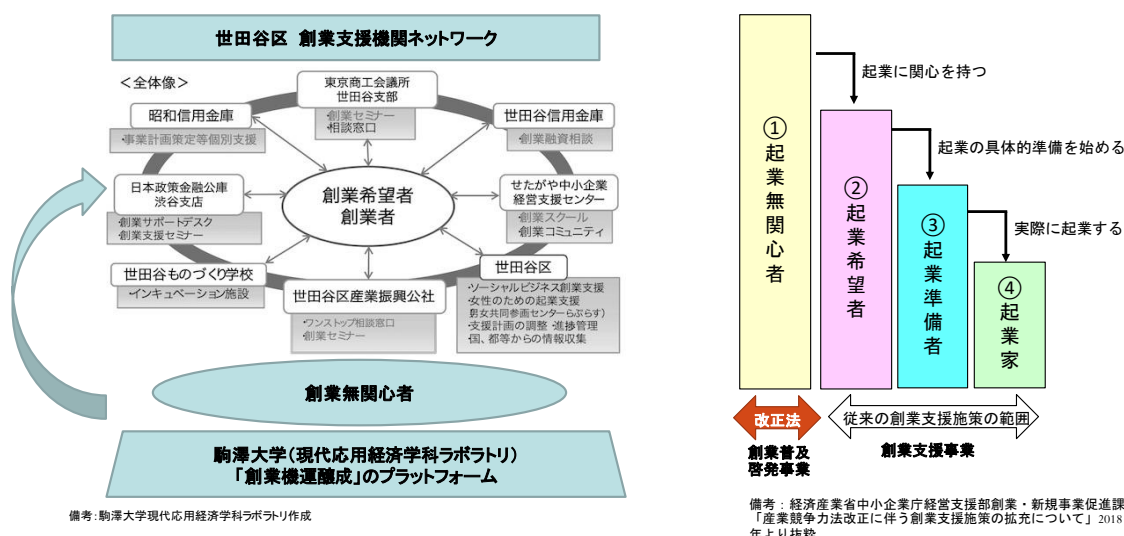 世田谷区 創業支援機関ネットワーク
＜全体像＞
東京商工会議所
世田谷支部
・創業セミナー
・相談窓口
昭和信用金庫
・事業計画策定等個別支援
世田谷信用金庫
・創業融資相談
日本政策金融公庫
渋谷支店
・創業サポートデスク
・創業支援セミナー
創業希望者
創業者
せたがや中小企業
経営支援センター
・創業スクール
・創業コミュニティ
世田谷ものづくり学校
・インキュベーション施設
世田谷区産業振興公社
・ワンストップ相談窓口
・創業セミナー
世田谷区
・ソーシャルビジネス創業支援
・女性のための起業支援
(男女共同参画センターらぷらす)
・支援計画の調整・進捗管理
・国、都等からの情報収集
創業無関心者
駒澤大学(現代応用経済学科ラボラトリ)
「創業機運醸成」のプラットフォーム
備考:駒澤大学現代応用経済学科ラボラトリ作成
①起業無関心者
起業に関心を持つ
②起業希望者
起業の具体的準備を始める
③起業準備者
実際に起業する
④起業家
改正法
従来の創業支援施策の範囲
創業普及
啓発事業
創業支援事業
備考：経済産業省中小企業庁経営支援部創業・新規事業促進課
「産業競争力法改正に伴う創業支援施策の拡充について」2018
年より抜粋